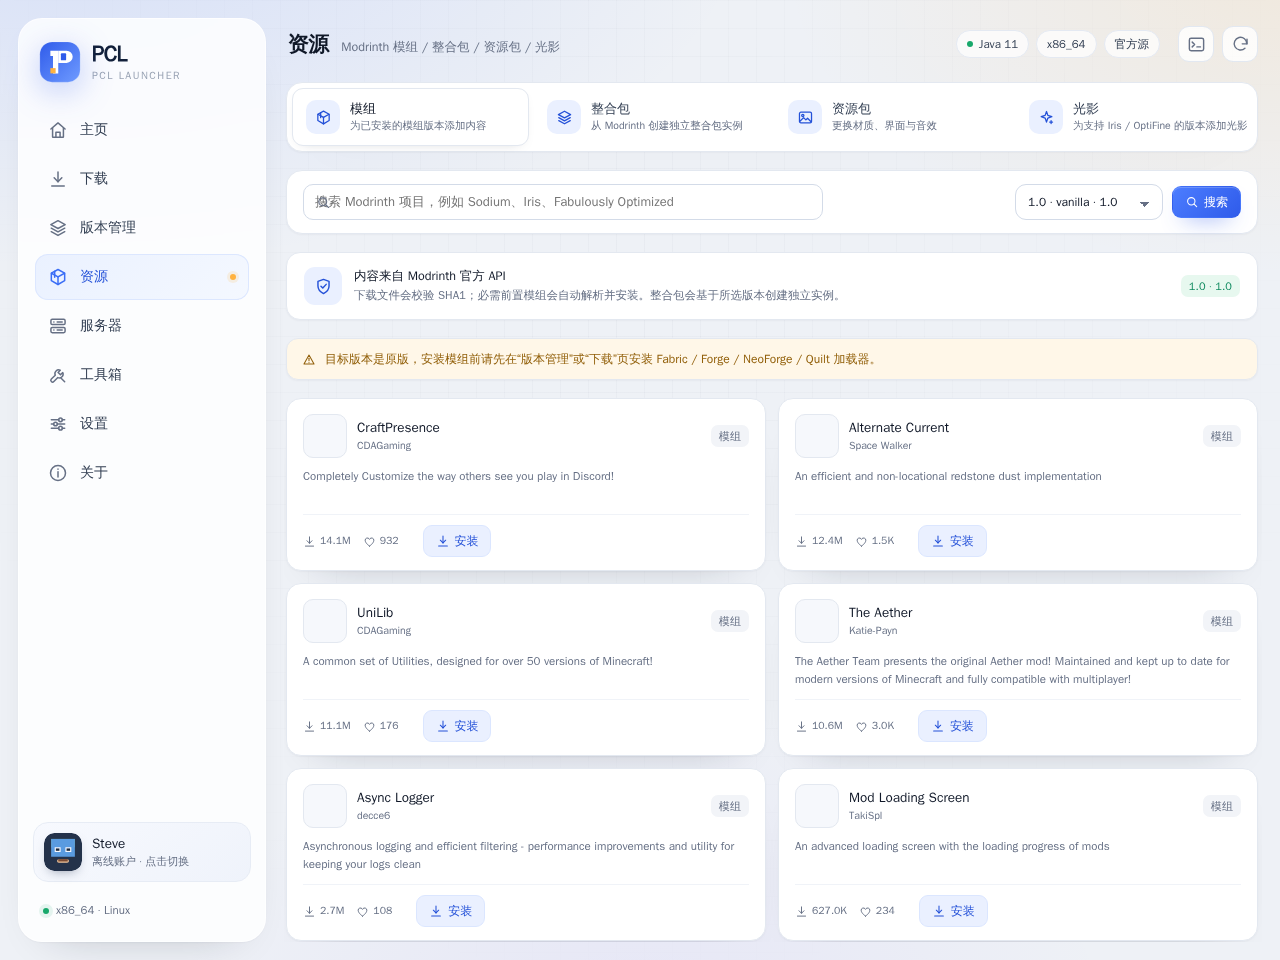 PCL
PCL LAUNCHER
主页
下载
版本管理
资源
服务器
工具箱
设置
关于
Steve
离线账户 · 点击切换
x86_64 · Linux
资源
Modrinth 模组 / 整合包 / 资源包 / 光影
Java 11
x86_64
官方源
模组
为已安装的模组版本添加内容
整合包
从 Modrinth 创建独立整合包实例
资源包
更换材质、界面与音效
光影
为支持 Iris / OptiFine 的版本添加光影
搜索 Modrinth 项目，例如 Sodium、Iris、Fabulously Optimized
1.0 · vanilla · 1.0
搜索
内容来自 Modrinth 官方 API
下载文件会校验 SHA1；必需前置模组会自动解析并安装。整合包会基于所选版本创建独立实例。
1.0 · 1.0
目标版本是原版，安装模组前请先在“版本管理”或“下载”页安装 Fabric / Forge / NeoForge / Quilt 加载器。
CraftPresence
CDAGaming
模组
Completely Customize the way others see you play in Discord!
14.1M
932
安装
Alternate Current
Space Walker
模组
An efficient and non-locational redstone dust implementation
12.4M
1.5K
安装
UniLib
CDAGaming
模组
A common set of Utilities, designed for over 50 versions of Minecraft!
11.1M
176
安装
The Aether
Katie-Payn
模组
The Aether Team presents the original Aether mod! Maintained and kept up to date for
modern versions of Minecraft and fully compatible with multiplayer!
10.6M
3.0K
安装
Async Logger
decce6
模组
Asynchronous logging and efficient filtering - performance improvements and utility for
keeping your logs clean
2.7M
108
安装
Mod Loading Screen
TakiSpl
模组
An advanced loading screen with the loading progress of mods
627.0K
234
安装